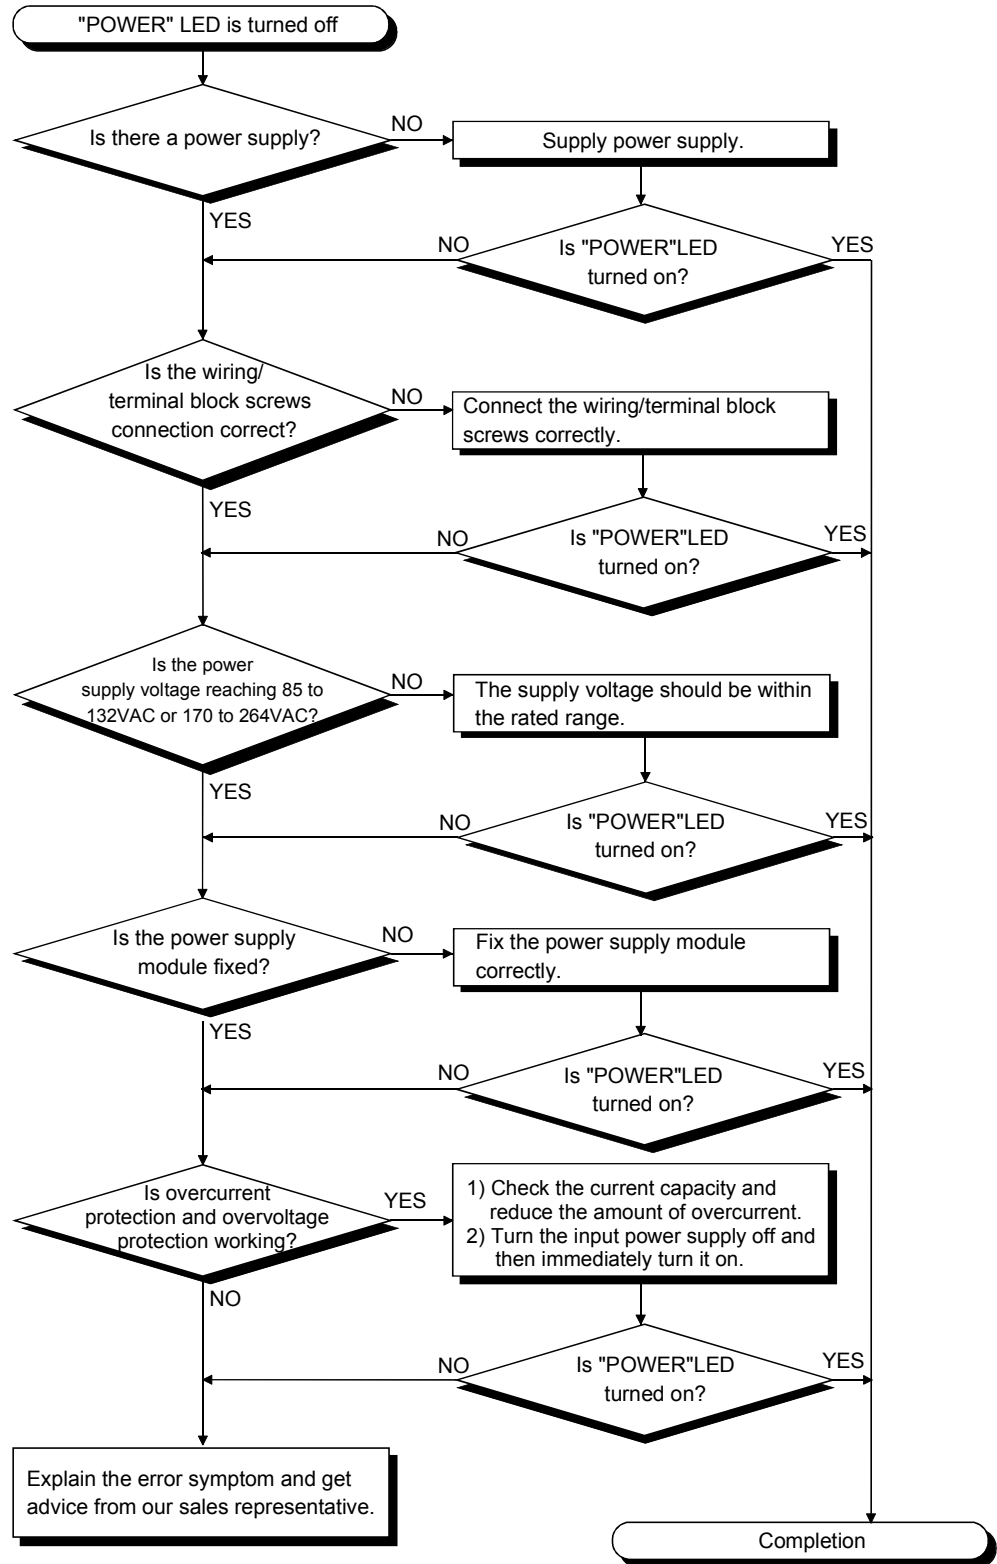 "POWER" LED is turned off
Is there a power supply?
NO
Supply power supply.
YES
NO
Is "POWER"LED
turned on?
YES
Is the wiring/
terminal block screws
connection correct?
NO
Connect the wiring/terminal block
screws correctly.
YES
NO
Is "POWER"LED
turned on?
YES
Is the power
supply voltage reaching 85 to
132VAC or 170 to 264VAC?
NO
The supply voltage should be within
the rated range.
YES
NO
Is "POWER"LED
turned on?
YES
Is the power supply
module fixed?
NO
Fix the power supply module
correctly.
YES
NO
Is "POWER"LED
turned on?
YES
Is overcurrent
protection and overvoltage
protection working?
YES
1) Check the current capacity and
reduce the amount of overcurrent.
2) Turn the input power supply off and
then immediately turn it on.
NO
NO
Is "POWER"LED
turned on?
YES
Explain the error symptom and get
advice from our sales representative.
Completion